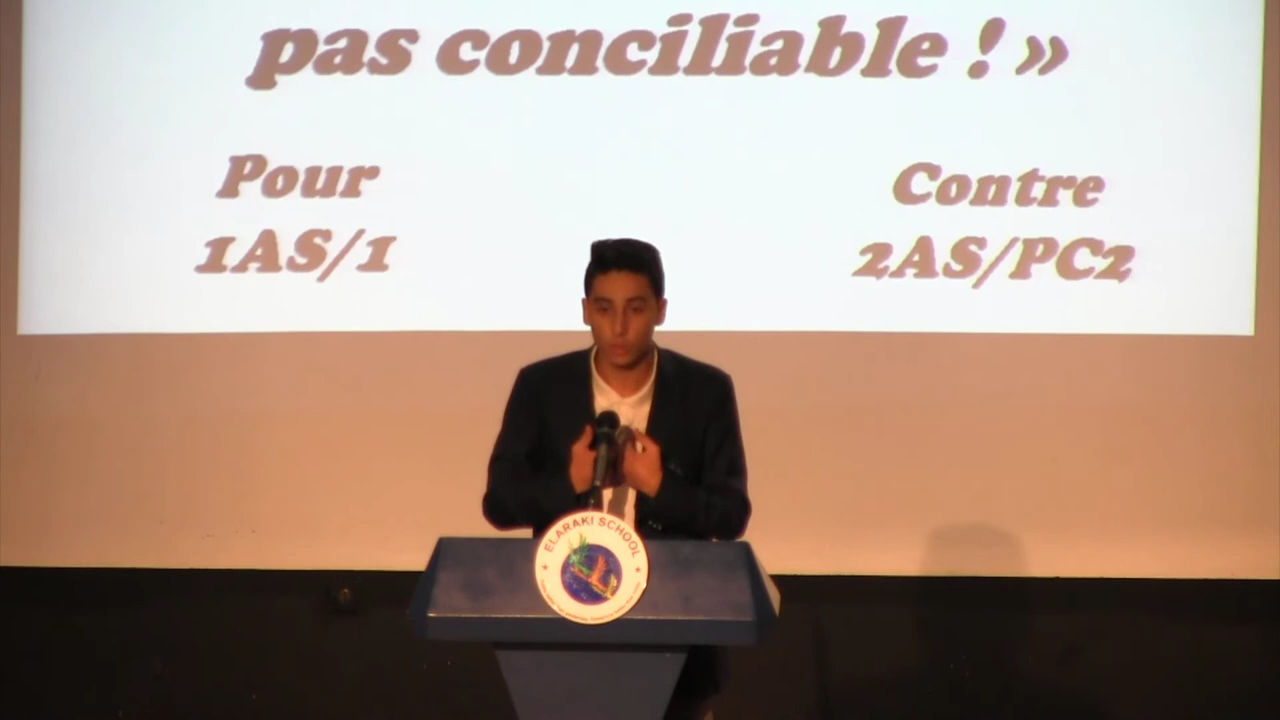 pas conciliable ! »
Pour
Contre
1AS/1
2AS/PC2
ELARAKI SCHOOL